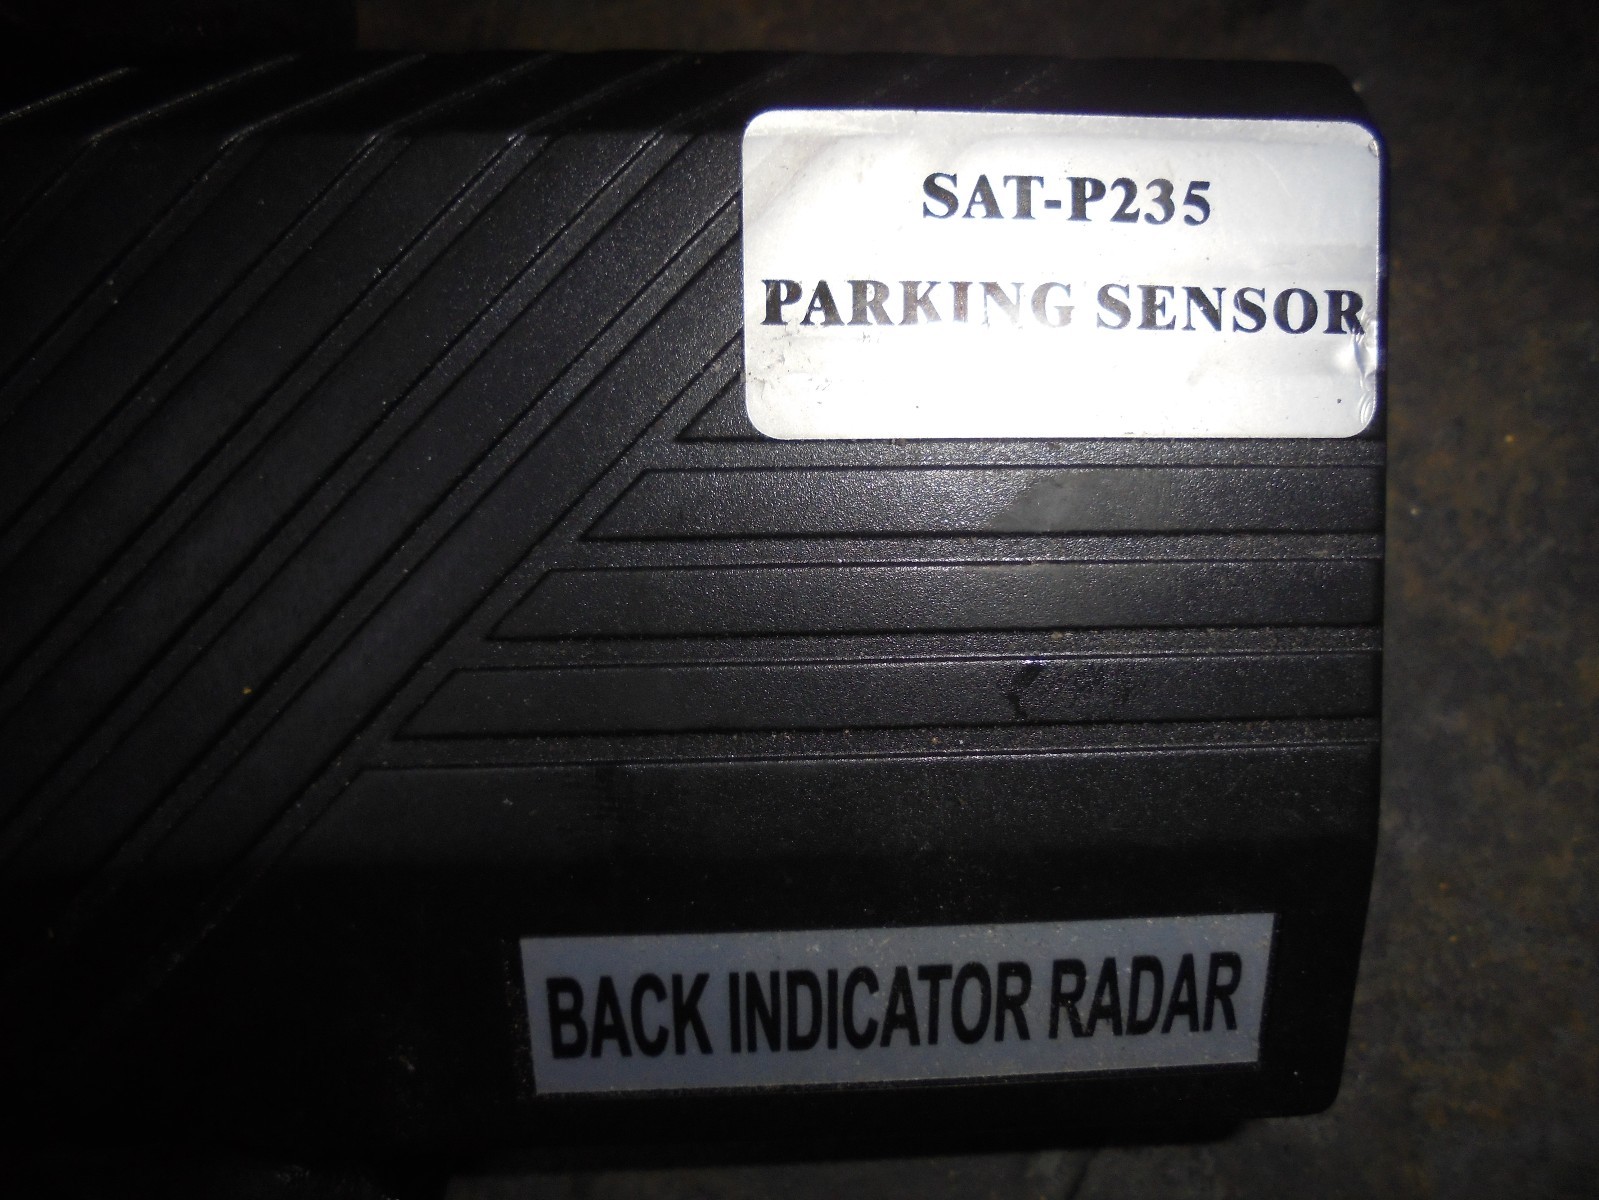 SAT-P235
PARKING SENSOR
BACK INDICATOR RADAR